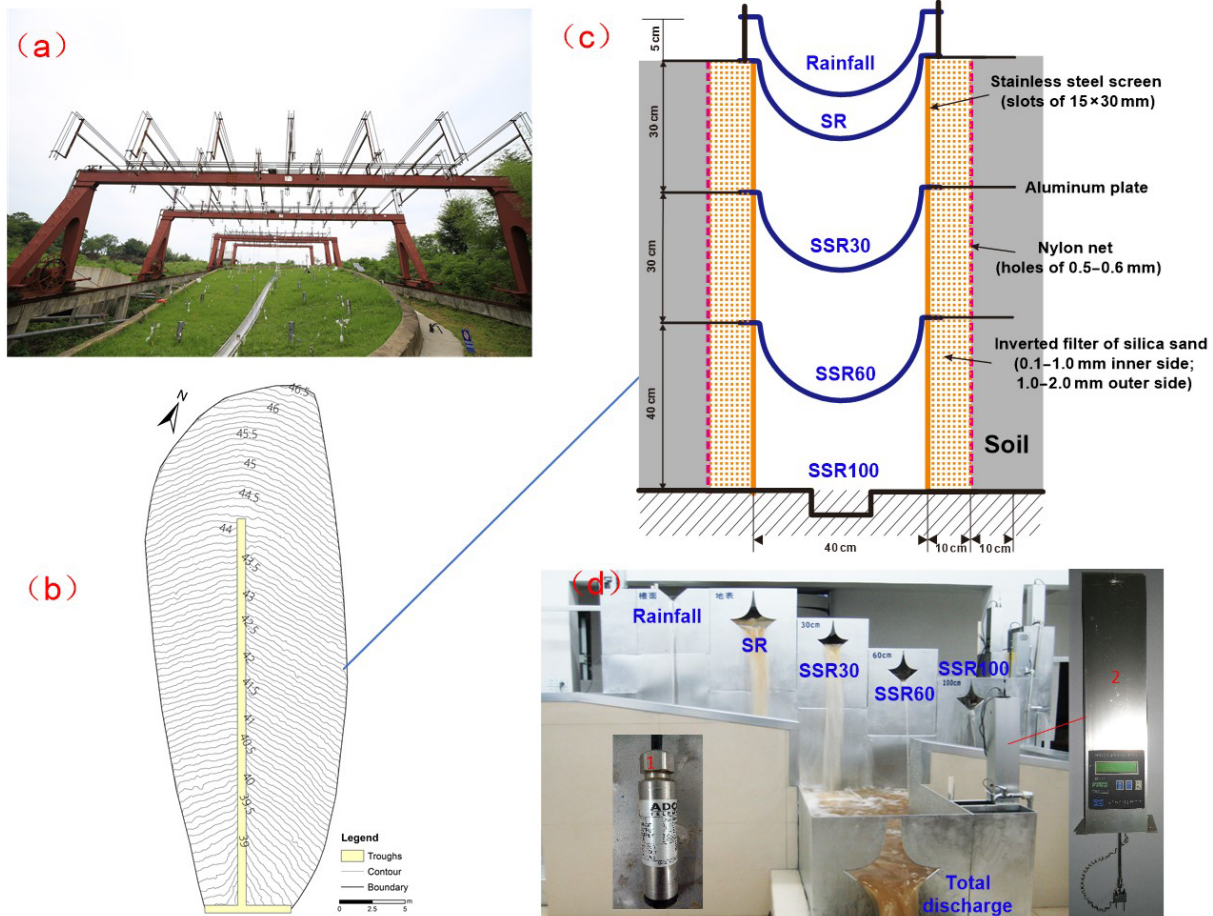 (a)
(b)
N
46.5
46
45.5
45
44.5
44
43.5
43
42.5
42
41.5
41
40.5
40
39.5
39
Legend
Troughs
Contour
Boundary
0 2.5 5
m
(c)
5 cm
30 cm
30 cm
40 cm
Rainfall
SR
SSR30
SSR60
SSR100
Stainless steel screen
(slots of 15×30 mm)
Aluminum plate
Nylon net
(holes of 0.5–0.6 mm)
Inverted filter of silica sand
(0.1–1.0 mm inner side;
1.0–2.0 mm outer side)
Soil
40 cm
10 cm
10 cm
(d)
槽面
Rainfall
地表
SR
30cm
SSR30
60cm
SSR60
SSR100
100cm
1
2
Total
discharge